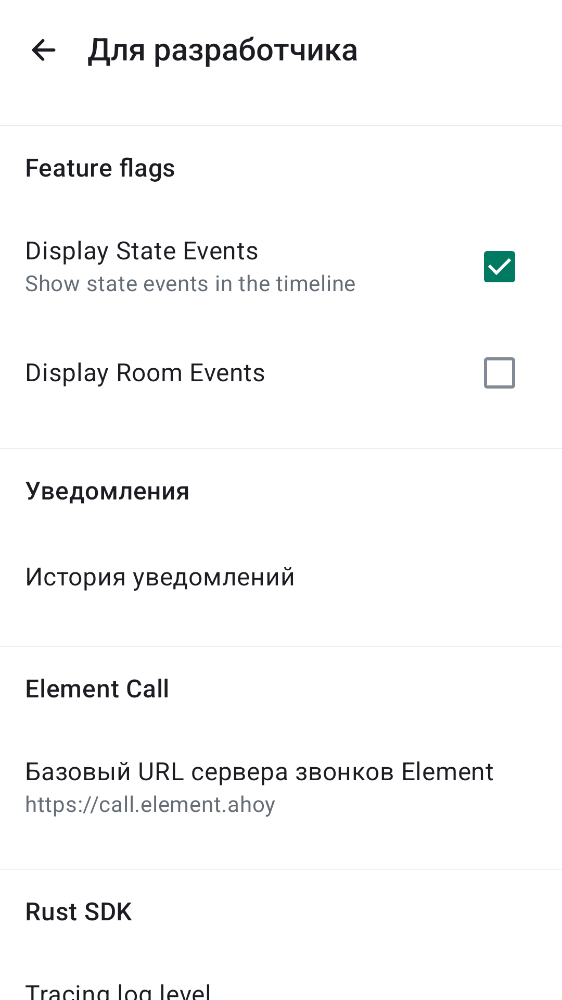 Для разработчика
Feature flags
Display State Events
Show state events in the timeline
Display Room Events
Уведомления
История уведомлений
Element Call
Базовый URL сервера звонков Element
https://call.element.ahoy
Rust SDK
Tracing log level